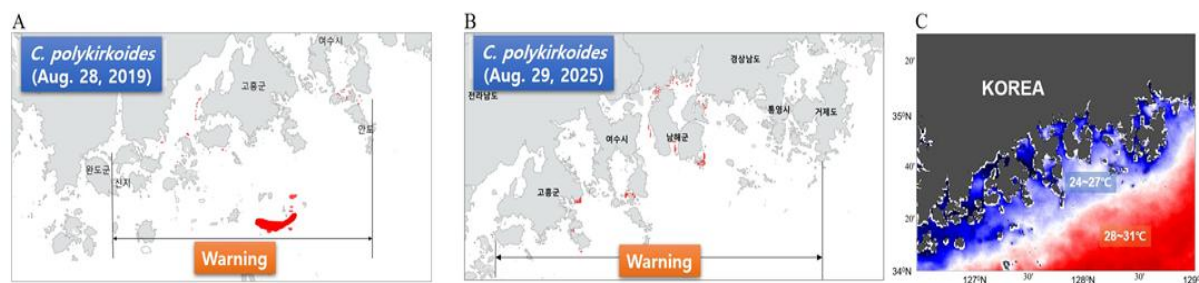 A
C. polykirkoides
(Aug. 28, 2019)
여수시
고흥군
완도군
산지
Warning
B
C. polykirkoides
(Aug. 29, 2025)
경상남도
전라남도
여수시
남해군
통영시
거제도
고흥군
Warning
C
KOREA
20'
35°N
40'
20'
34°N
24~27℃
28~31℃
127°N
30'
128°N
30'
129